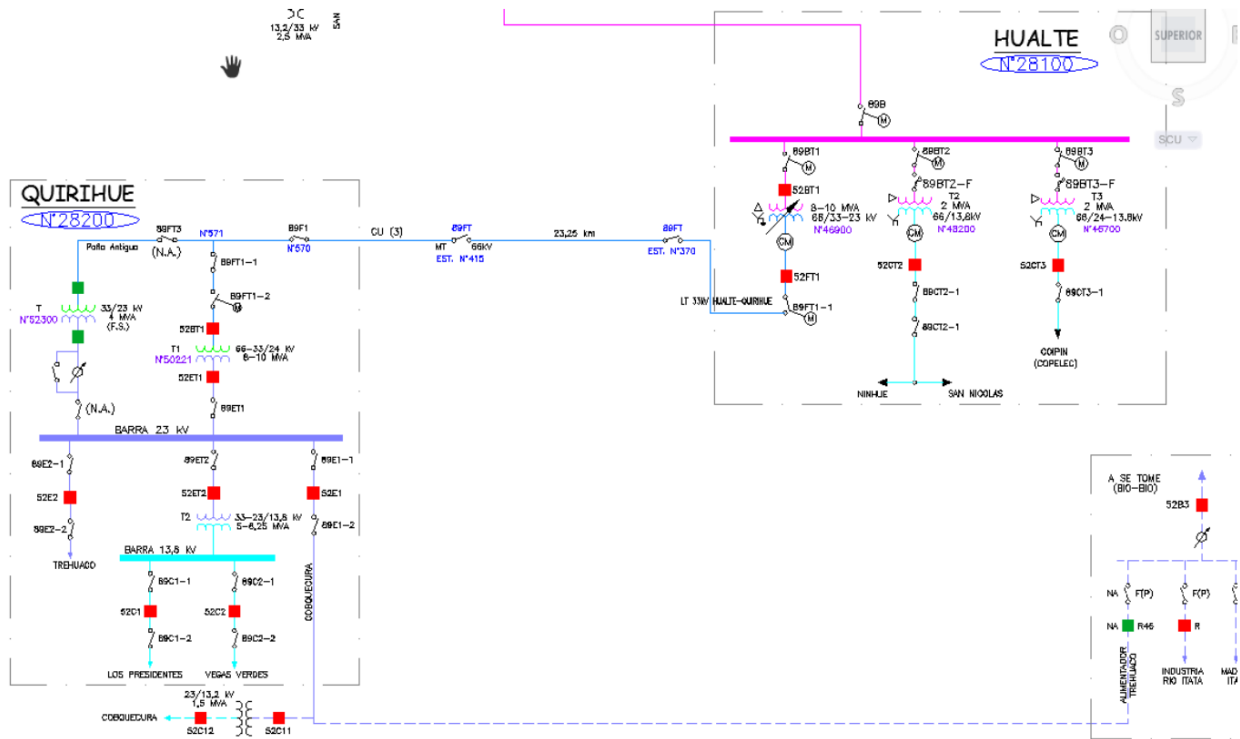 13,2/33 kV
2,5 MVA
SAN
HUALTE
N°28100
SUPERIOR
O
S
SCU
89B
M
89BT1
M
89BT2
M
89BT3
M
52BT1
89BT2-F
89BT3-F
8-10 MVA
66/33-23 kV
N°46900
T2
2 MVA
66/13,8kV
N°48200
T3
2 MVA
66/24-13.8kV
N°46700
CM
CM
CM
52FT1
52CT2
52CT3
89FT1-1
M
89CT2-1
89CT2-1
89CT3-1
COIPIN
(COPELEC)
NINHUE
SAN NICOLAS
QUIRIHUE
N°28200
Paño Antiguo
89FT3
(N.A.)
N°571
89F1
N°570
CU (3)
89FT
MT
66kV
EST. N°415
23,25 km
89FT
EST. N°370
LT 33kV HUALTE-QUIRIHUE
89FT1-1
89FT1-2
M
T
N°52300
33/23 kV
4 MVA
(F.S.)
52BT1
T1
N°50221
66-33/24 kV
8-10 MVA
52ET1
(N.A.)
89ET1
BARRA 23 kV
89E2-1
89ET2
89E1-1
52E2
52ET2
52E1
89E2-2
T2
33-23/13,8 kV
5-6,25 MVA
89E1-2
TREHUACO
BARRA 13,8 kV
89C1-1
89C2-1
COBQUECURA
52C1
52C2
89C1-2
89C2-2
LOS PRESIDENTES
VEGAS VERDES
23/13,2 kV
1,5 MVA
COBQUECURA
52C12
52C11
A SE TOME
(BIO-BIO)
52B3
NA
F(P)
F(P)
NA
R46
R
ALIMENTADOR
TREHUACO
INDUSTRIA
RIO ITATA